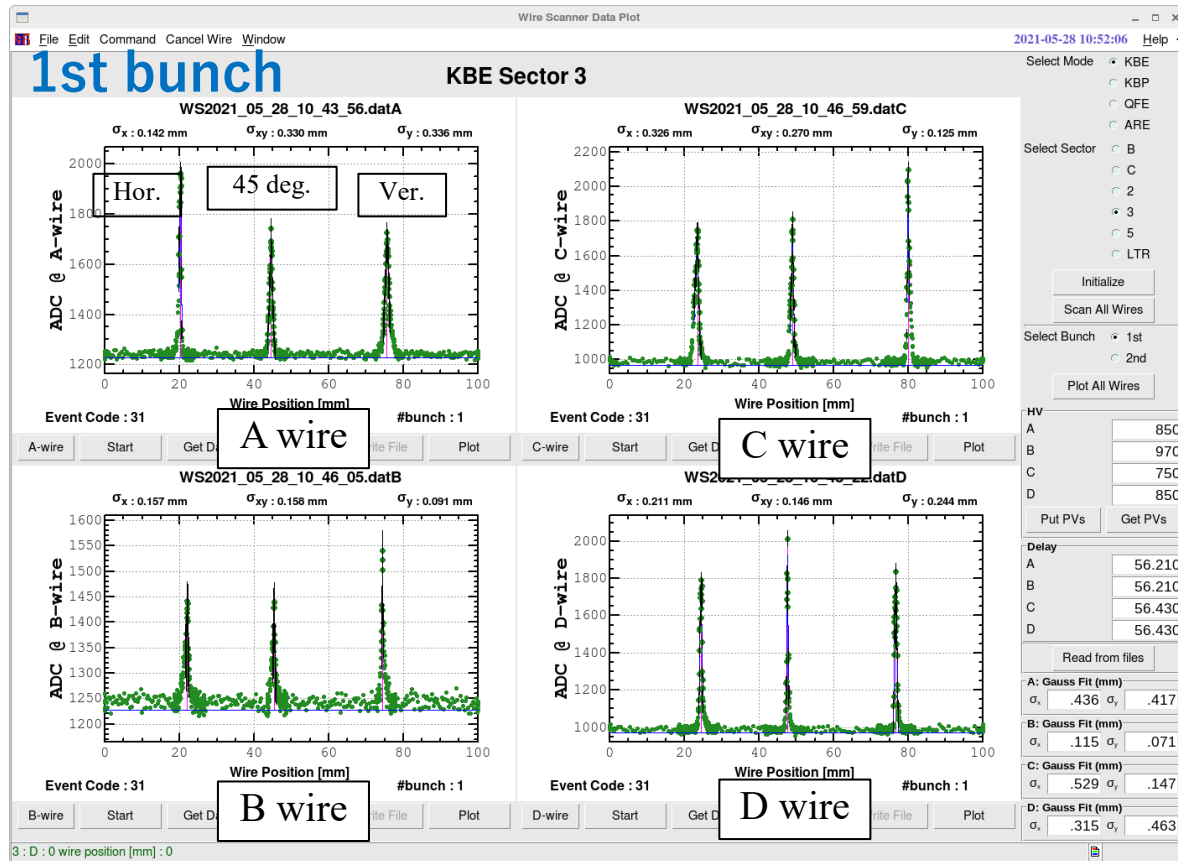 Wire Scanner Data Plot
File Edit Command Cancel Wire Window 2021-05-28 10:52:06 Help
1st bunch
KBE Sector 3
WS2021_05_28_10_43_56.datA
σx : 0.142 mm σxy : 0.330 mm σy : 0.336 mm
ADC @ A-wire
2000
1800
1600
1400
1200
Hor.
45 deg.
Ver.
0 20 40 60 80 100
Wire Position [mm]
Event Code : 31 #bunch : 1
A wire
A-wire Start Plot
WS2021_05_28_10_46_59.datC
σx : 0.326 mm σxy : 0.270 mm σy : 0.125 mm
ADC @ C-wire
2200
2000
1800
1600
1400
1200
1000
0 20 40 60 80 100
Wire Position [mm]
Event Code : 31 #bunch : 1
C wire
C-wire Start Plot
WS2021_05_28_10_46_05.datB
σx : 0.157 mm σxy : 0.158 mm σy : 0.091 mm
ADC @ B-wire
1600
1550
1500
1450
1400
1350
1300
1250
1200
0 20 40 60 80 100
Wire Position [mm]
Event Code : 31 #bunch : 1
B wire
B-wire Start Plot
σx : 0.211 mm σxy : 0.146 mm σy : 0.244 mm
ADC @ D-wire
2000
1800
1600
1400
1200
1000
0 20 40 60 80 100
Wire Position [mm]
Event Code : 31 #bunch : 1
D wire
D-wire Start Plot
Select Mode KBE
KBP
QFE
ARE
Select Sector B
C
2
3
5
LTR
Initialize
Scan All Wires
Select Bunch 1st
2nd
Plot All Wires
HV
A 850
B 970
C 750
D 850
Put PVs Get PVs
Delay
A 56.210
B 56.210
C 56.430
D 56.430
Read from files
A: Gauss Fit (mm)
σx .436 σy .417
B: Gauss Fit (mm)
σx .115 σy .071
C: Gauss Fit (mm)
σx .529 σy .147
D: Gauss Fit (mm)
σx .315 σy .463
3 : D : 0 wire position [mm] : 0